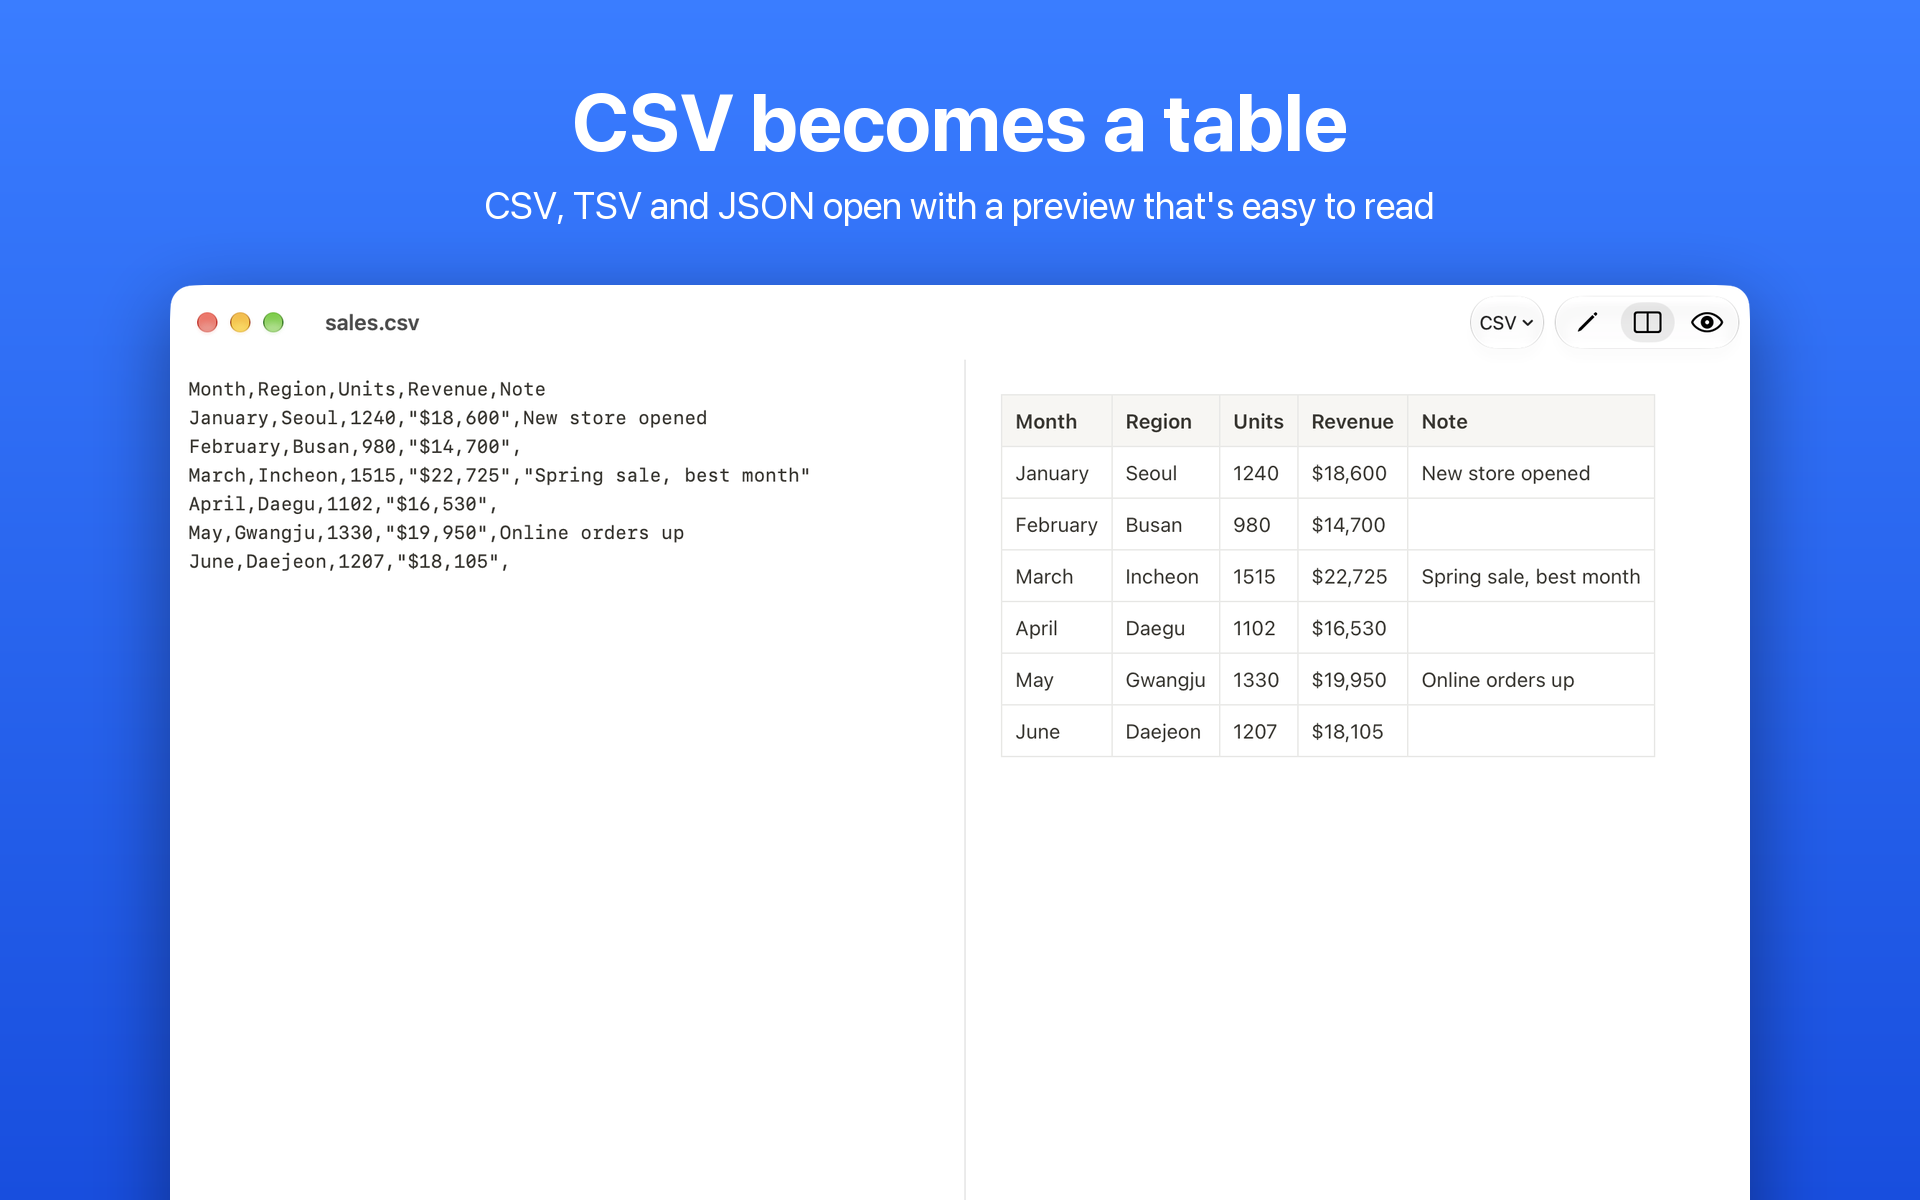 CSV becomes a table
CSV, TSV and JSON open with a preview that's easy to read
sales.csv
CSV
Month,Region,Units,Revenue,Note
January,Seoul,1240,"$18,600",New store opened
February,Busan,980,"$14,700",
March,Incheon,1515,"$22,725","Spring sale, best month"
April,Daegu,1102,"$16,530",
May,Gwangju,1330,"$19,950",Online orders up
June,Daejeon,1207,"$18,105",
Month Region Units Revenue Note
January Seoul 1240 $18,600 New store opened
February Busan 980 $14,700
March Incheon 1515 $22,725 Spring sale, best month
April Daegu 1102 $16,530
May Gwangju 1330 $19,950 Online orders up
June Daejeon 1207 $18,105